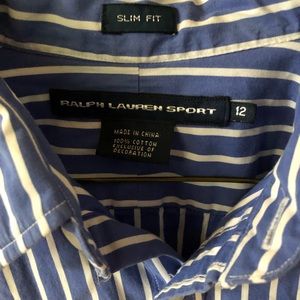 SLIM FIT
RALPH LAUREN SPORT
12
MADE IN CHINA
100% COTTON
EXCLUSIVE OF
DECORATION